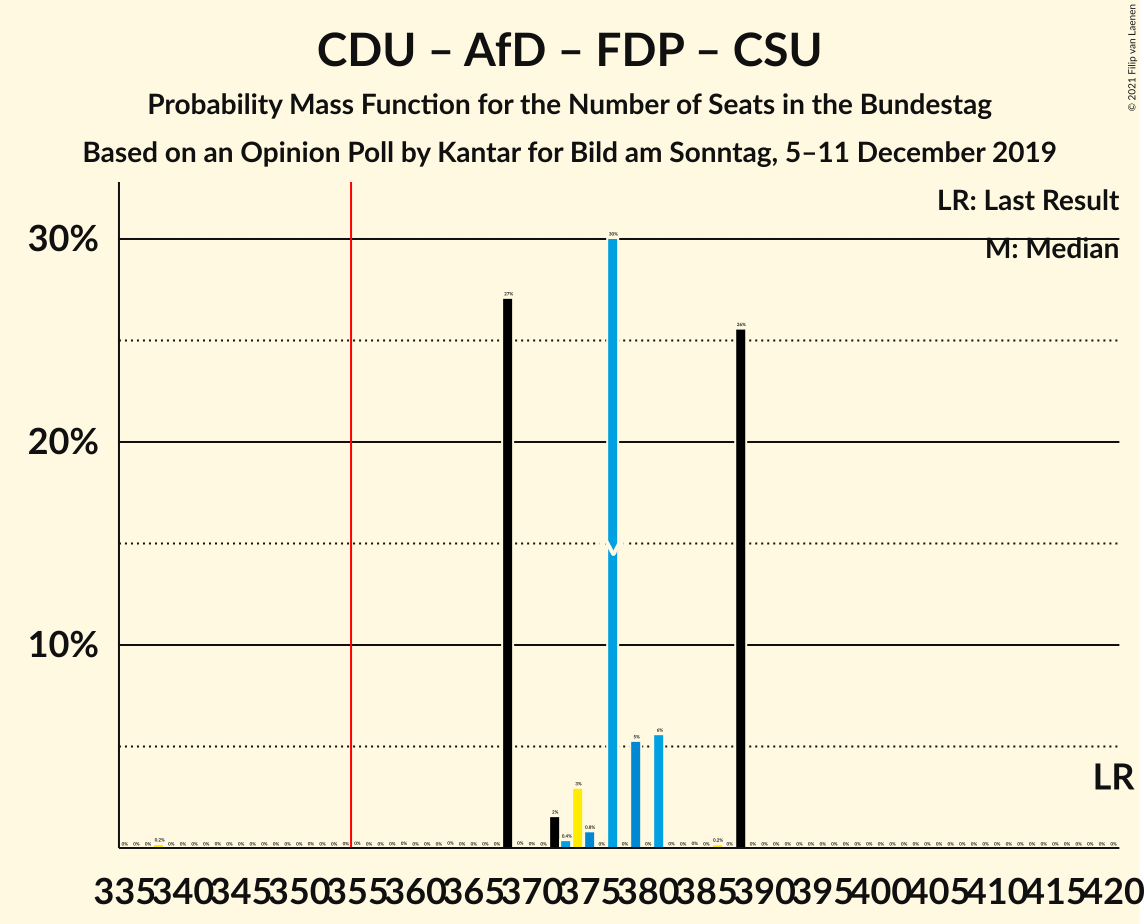 CDU – AfD – FDP – CSU
Probability Mass Function for the Number of Seats in the Bundestag
Based on an Opinion Poll by Kantar for Bild am Sonntag, 5–11 December 2019
© 2021 Filip van Laenen
LR: Last Result
M: Median
30%
20%
10%
0.2% 27% 2% 0.4% 3% 0.8% 30% 5% 6% 0.2% 26%
M
LR
335 340 345 350 355 360 365 370 375 380 385 390 395 400 405 410 415 420